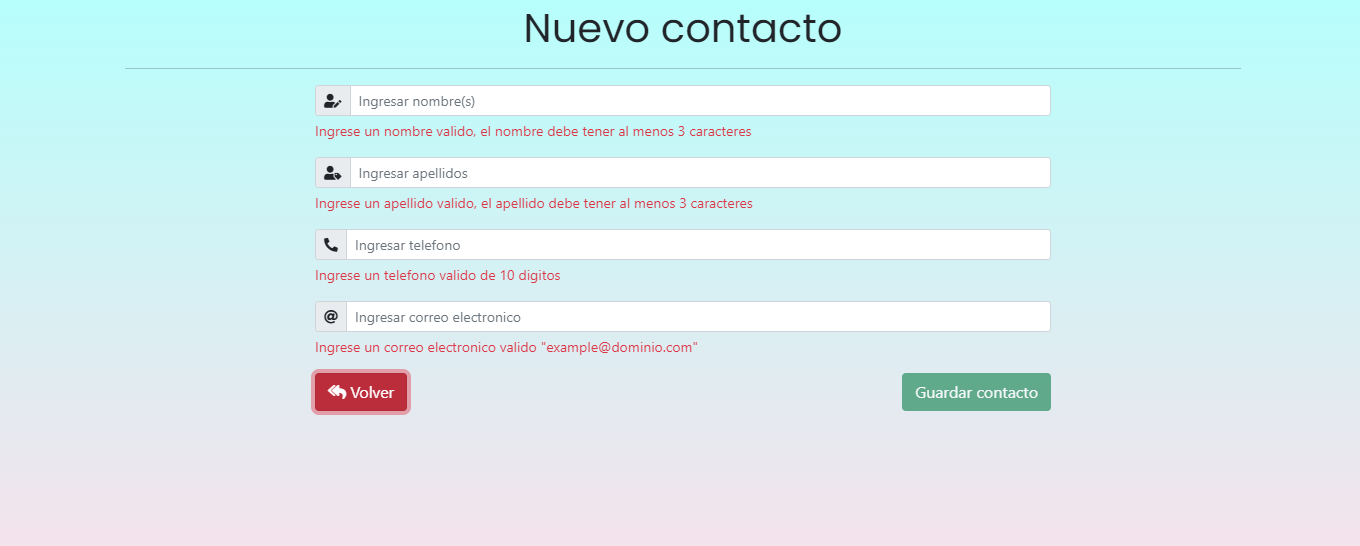 Nuevo contacto
Ingresar nombre(s)
Ingrese un nombre valido, el nombre debe tener al menos 3 caracteres
Ingresar apellidos
Ingrese un apellido valido, el apellido debe tener al menos 3 caracteres
Ingresar telefono
Ingrese un telefono valido de 10 digitos
@ Ingresar correo electronico
Ingrese un correo electronico valido "example@dominio.com"
Volver Guardar contacto